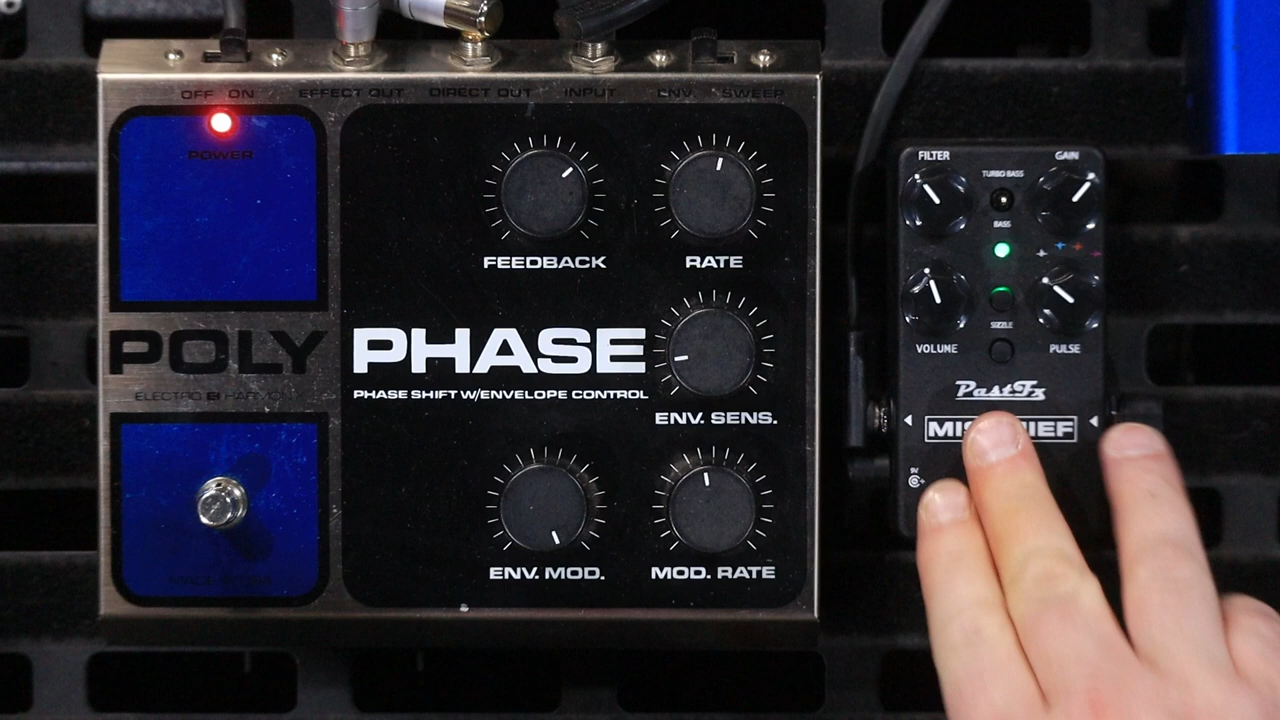 OFF ON
EFFECT OUT
DIRECT OUT
INPUT
ENV. SWEEP
POWER
FEEDBACK
RATE
POLY PHASE
PHASE SHIFT W/ENVELOPE CONTROL
ENV. SENS.
ENV. MOD.
MOD. RATE
FILTER
GAIN
TURBO BASS
BASS
SIZZLE
VOLUME
PULSE
PastFx
9V